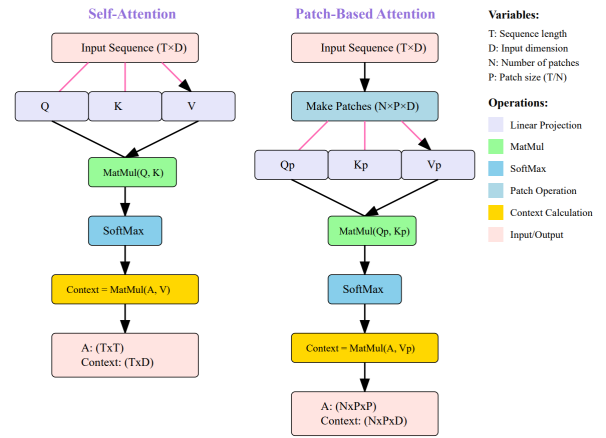 Self-Attention
Input Sequence (T×D)
Q
K
V
MatMul(Q, K)
SoftMax
Context = MatMul(A, V)
A: (TxT)
Context: (TxD)
Patch-Based Attention
Input Sequence (T×D)
Make Patches (N×P×D)
Qp
Kp
Vp
MatMul(Qp, Kp)
SoftMax
Context = MatMul(A, Vp)
A: (NxPxP)
Context: (NxPxD)
Variables:
T: Sequence length
D: Input dimension
N: Number of patches
P: Patch size (T/N)
Operations:
Linear Projection
MatMul
SoftMax
Patch Operation
Context Calculation
Input/Output